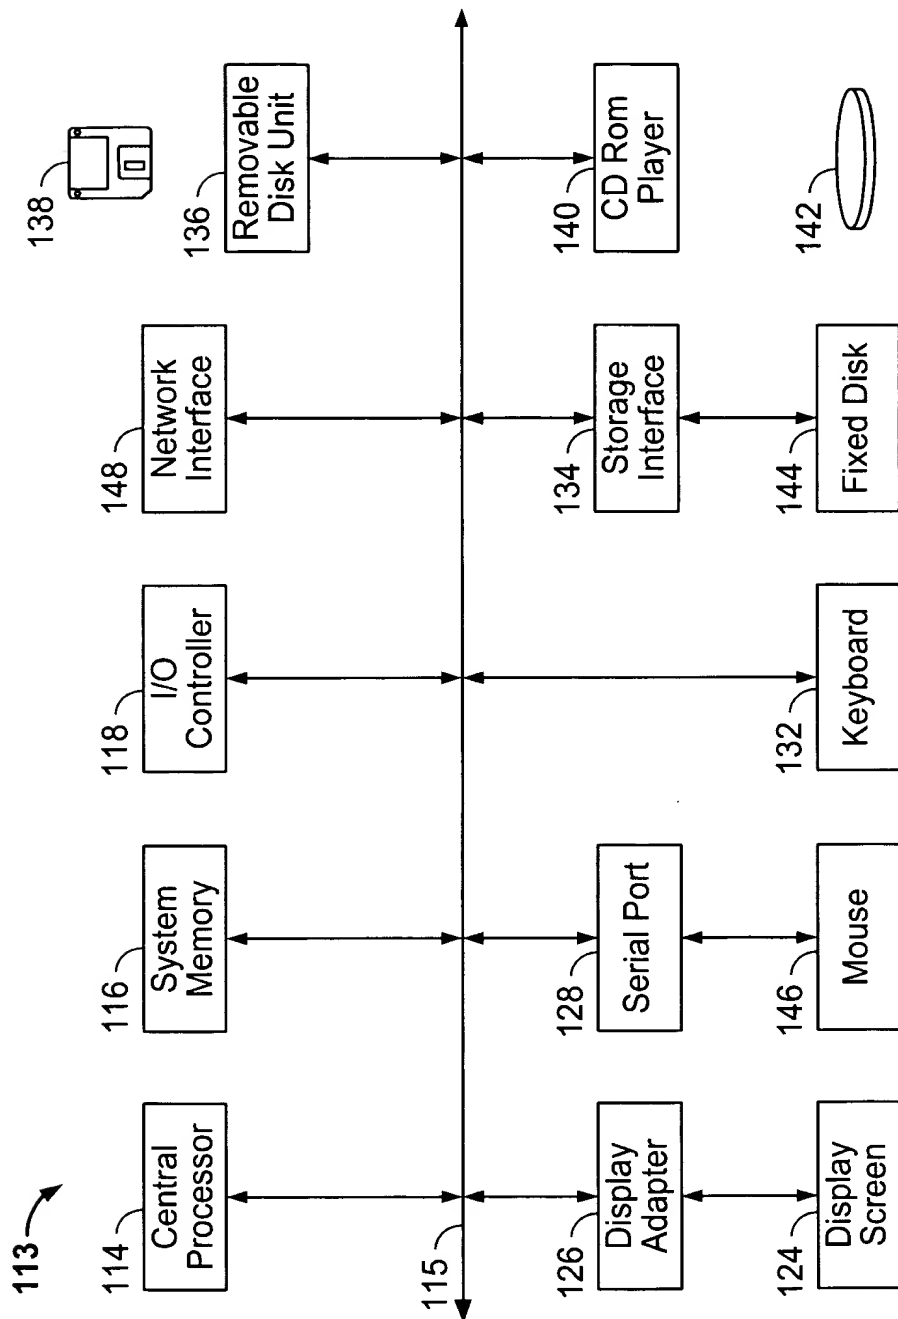 113
114
Central
Processor
116
System
Memory
118
I/O
Controller
148
Network
Interface
138
136
Removable
Disk Unit
115
126
Display
Adapter
128
Serial Port
134
Storage
Interface
140
CD Rom
Player
124
Display
Screen
146
Mouse
132
Keyboard
144
Fixed Disk
142